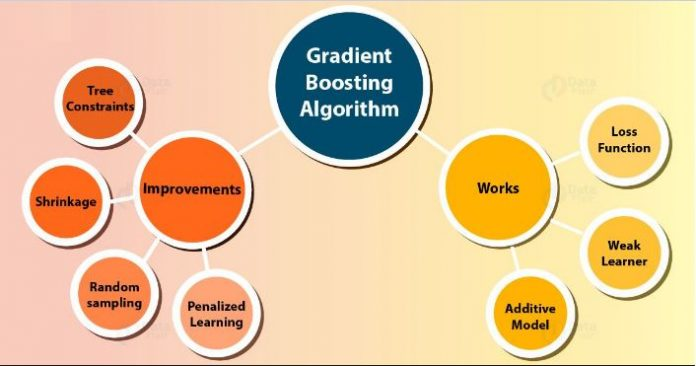 Gradient
Boosting
Algorithm
Tree
Constraints
Improvements
Shrinkage
Random
sampling
Penalized
Learning
Works
Loss
Function
Weak
Learner
Additive
Model